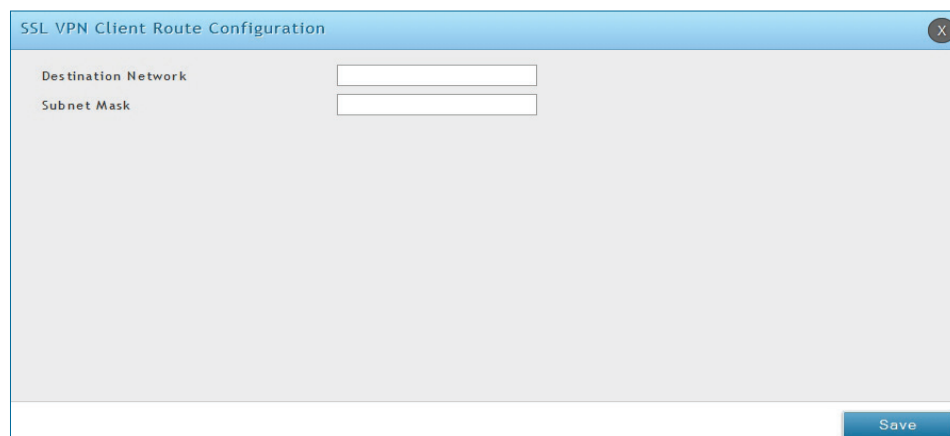 SSL VPN Client Route Configuration
X
Destination Network
Subnet Mask
Save